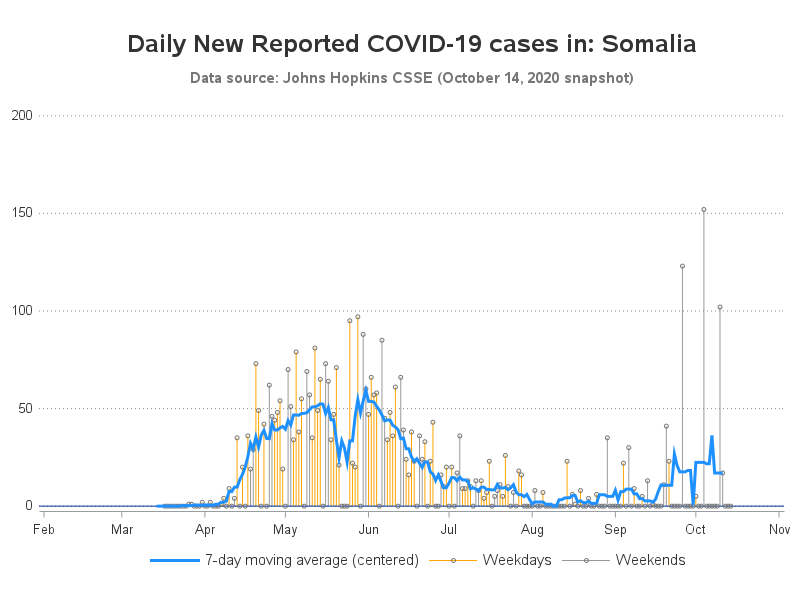 Daily New Reported COVID-19 cases in: Somalia
Data source: Johns Hopkins CSSE (October 14, 2020 snapshot)
200
150
100
50
0
Feb Mar Apr May Jun Jul Aug Sep Oct Nov
7-day moving average (centered) Weekdays Weekends